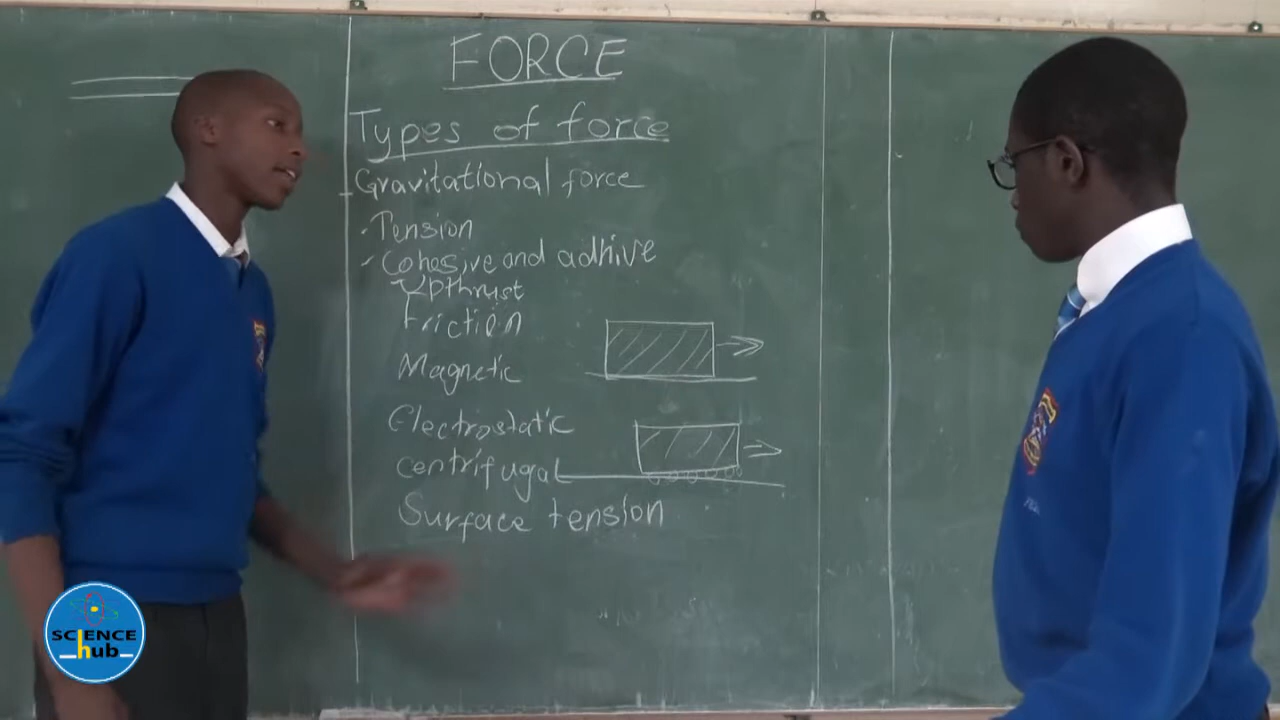 FORCE
Types of force
Gravitational force
Tension
Cohesive and adhive
Upthrust
Friction
Magnetic
Electrostatic
centrifugal
Surface tension
SCIENCE
hub